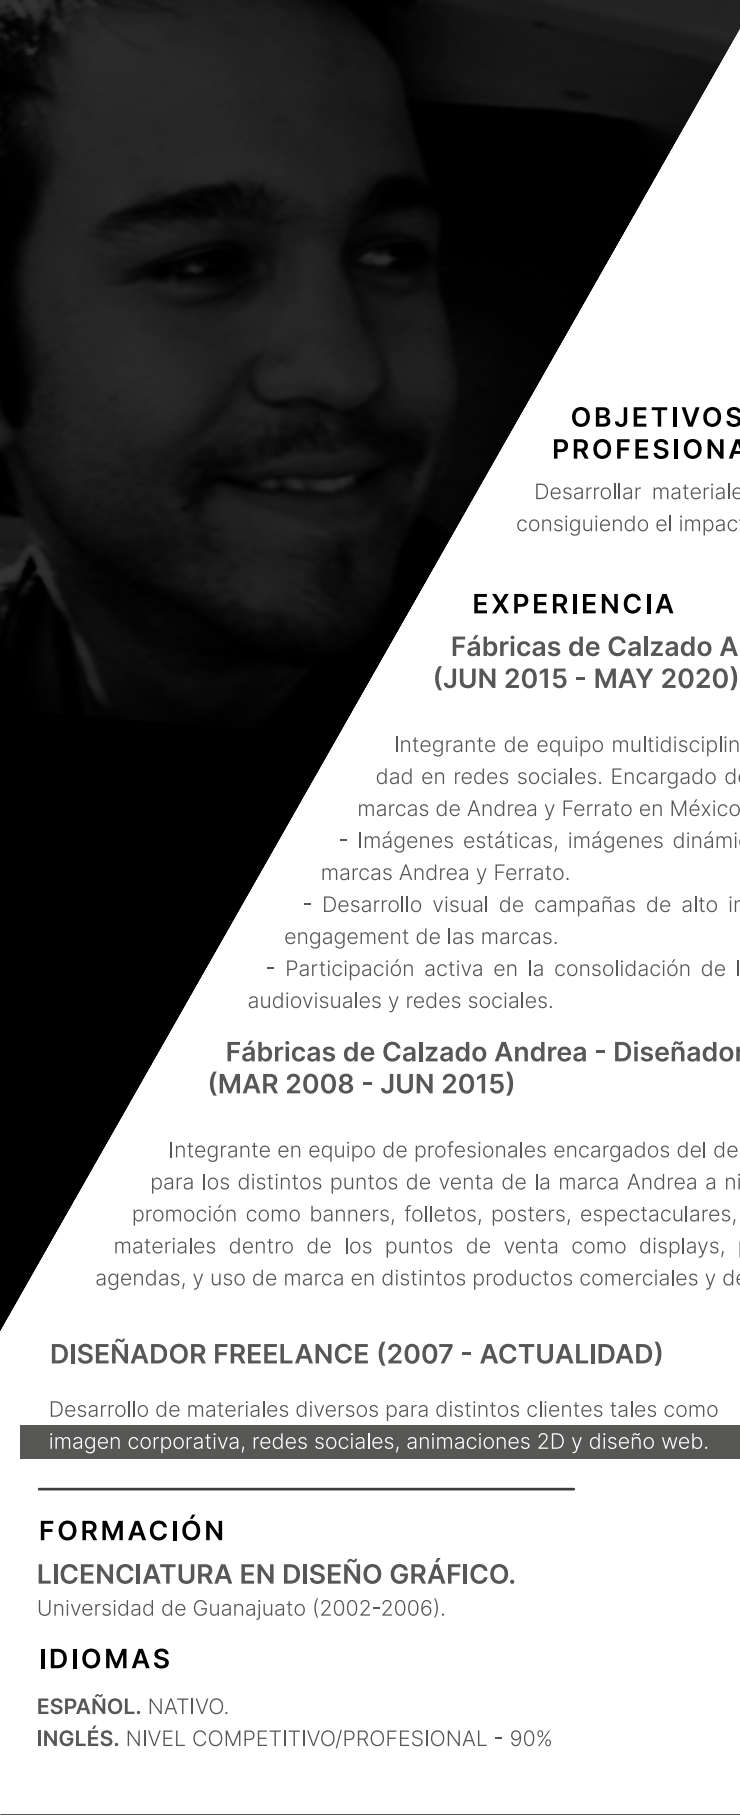 OBJETIVOS
PROFESIONA
Desarrollar materiale
consiguiendo el impac
EXPERIENCIA
Fábricas de Calzado A
(JUN 2015 - MAY 2020)
Integrante de equipo multidisciplin
dad en redes sociales. Encargado d
marcas de Andrea y Ferrato en México
- Imágenes estáticas, imágenes dinámi
marcas Andrea y Ferrato.
- Desarrollo visual de campañas de alto i
engagement de las marcas.
- Participación activa en la consolidación de l
audiovisuales y redes sociales.
Fábricas de Calzado Andrea - Diseñador
(MAR 2008 - JUN 2015)
Integrante en equipo de profesionales encargados del de
para los distintos puntos de venta de la marca Andrea a ni
promoción como banners, folletos, posters, espectaculares,
materiales dentro de los puntos de venta como displays, p
agendas, y uso de marca en distintos productos comerciales y de
DISEÑADOR FREELANCE (2007 - ACTUALIDAD)
Desarrollo de materiales diversos para distintos clientes tales como
imagen corporativa, redes sociales, animaciones 2D y diseño web.
FORMACIÓN
LICENCIATURA EN DISEÑO GRÁFICO.
Universidad de Guanajuato (2002-2006).
IDIOMAS
ESPAÑOL. NATIVO.
INGLÉS. NIVEL COMPETITIVO/PROFESIONAL - 90%